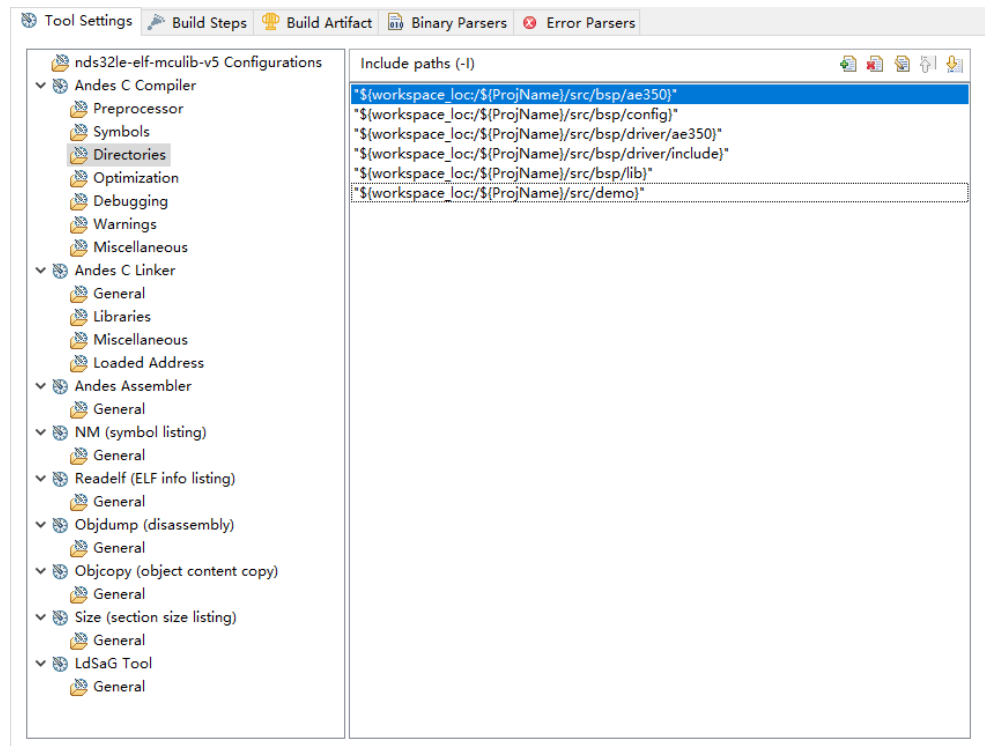 Tool Settings Build Steps Build Artifact Binary Parsers Error Parsers
nds32le-elf-mculib-v5 Configurations
Andes C Compiler
Preprocessor
Symbols
Directories
Optimization
Debugging
Warnings
Miscellaneous
Andes C Linker
General
Libraries
Miscellaneous
Loaded Address
Andes Assembler
General
NM (symbol listing)
General
Readelf (ELF info listing)
General
Objdump (disassembly)
General
Objcopy (object content copy)
General
Size (section size listing)
General
LdSaG Tool
General
Include paths (-I)
"${workspace_loc:/${ProjName}/src/bsp/ae350}"
"${workspace_loc:/${ProjName}/src/bsp/config}"
"${workspace_loc:/${ProjName}/src/bsp/driver/ae350}"
"${workspace_loc:/${ProjName}/src/bsp/driver/include}"
"${workspace_loc:/${ProjName}/src/bsp/lib}"
"${workspace_loc:/${ProjName}/src/demo}"